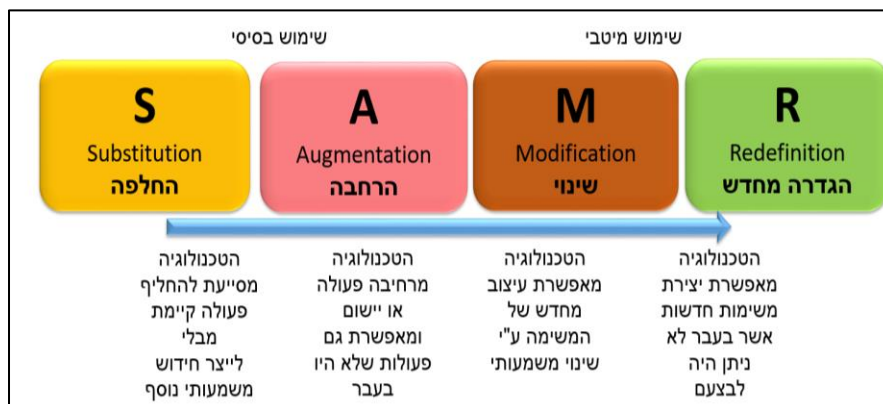 שימוש בסיסי
שימוש מיטבי
S
Substitution
החלפה
A
Augmentation
הרחבה
M
Modification
שינוי
R
Redefinition
הגדרה מחדש
הטכנולוגיה
מסייעת להחליף
פעולה קיימת
מבלי
לייצר חידוש
משמעותי נוסף
הטכנולוגיה
מרחיבה פעולה
או יישום
ומאפשרת גם
פעולות שלא היו
בעבר
הטכנולוגיה
מאפשרת עיצוב
מחדש של
המשימה ע"י
שינוי משמעותי
הטכנולוגיה
מאפשרת יצירת
משימות חדשות
אשר בעבר לא
ניתן היה
לבצעם